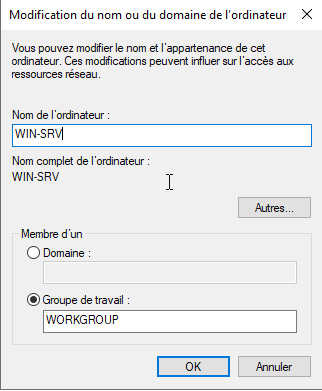 Modification du nom ou du domaine de l'ordinateur
Vous pouvez modifier le nom et l'appartenance de cet
ordinateur. Ces modifications peuvent influer sur l'accès aux
ressources réseau.
Nom de l'ordinateur :
WIN-SRV
Nom complet de l'ordinateur :
WIN-SRV
Autres...
Membre d'un
Domaine :
Groupe de travail :
WORKGROUP
OK
Annuler